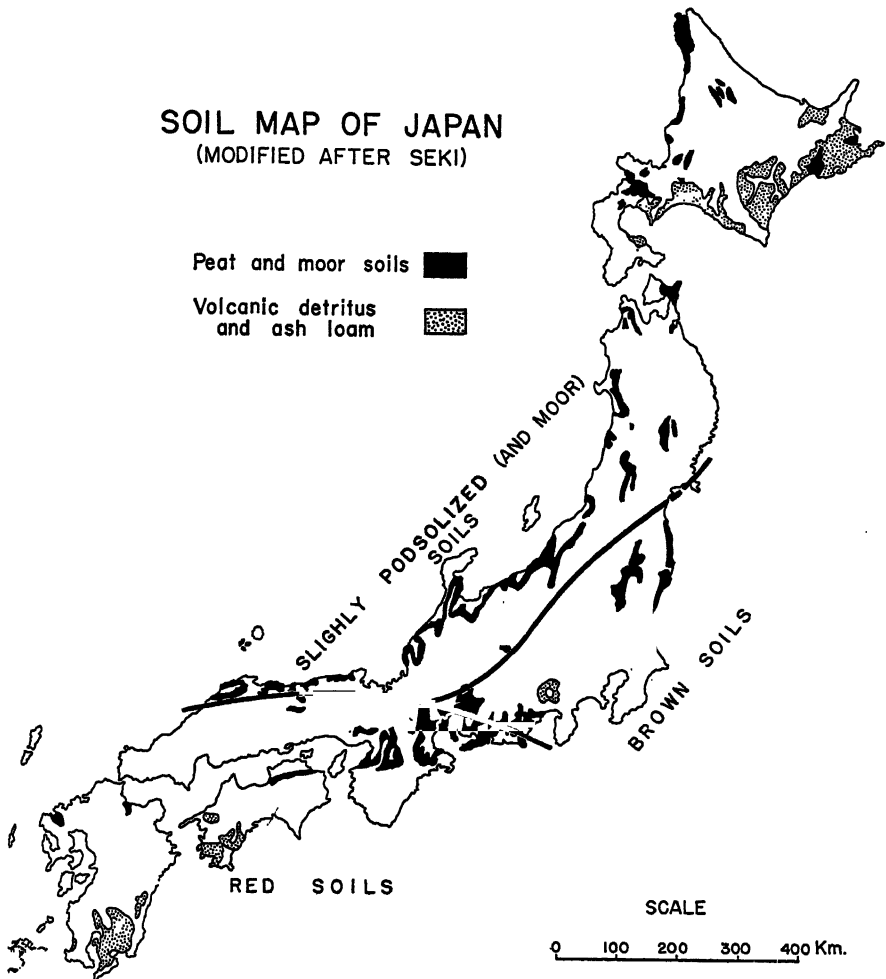 SOIL MAP OF JAPAN
(MODIFIED AFTER SEKI)
Peat and moor soils
Volcanic detritus
and ash loam
SLIGHLY PODSOLIZED (AND MOOR)
SOILS
BROWN SOILS
RED SOILS
SCALE
0 100 200 300 400 Km.